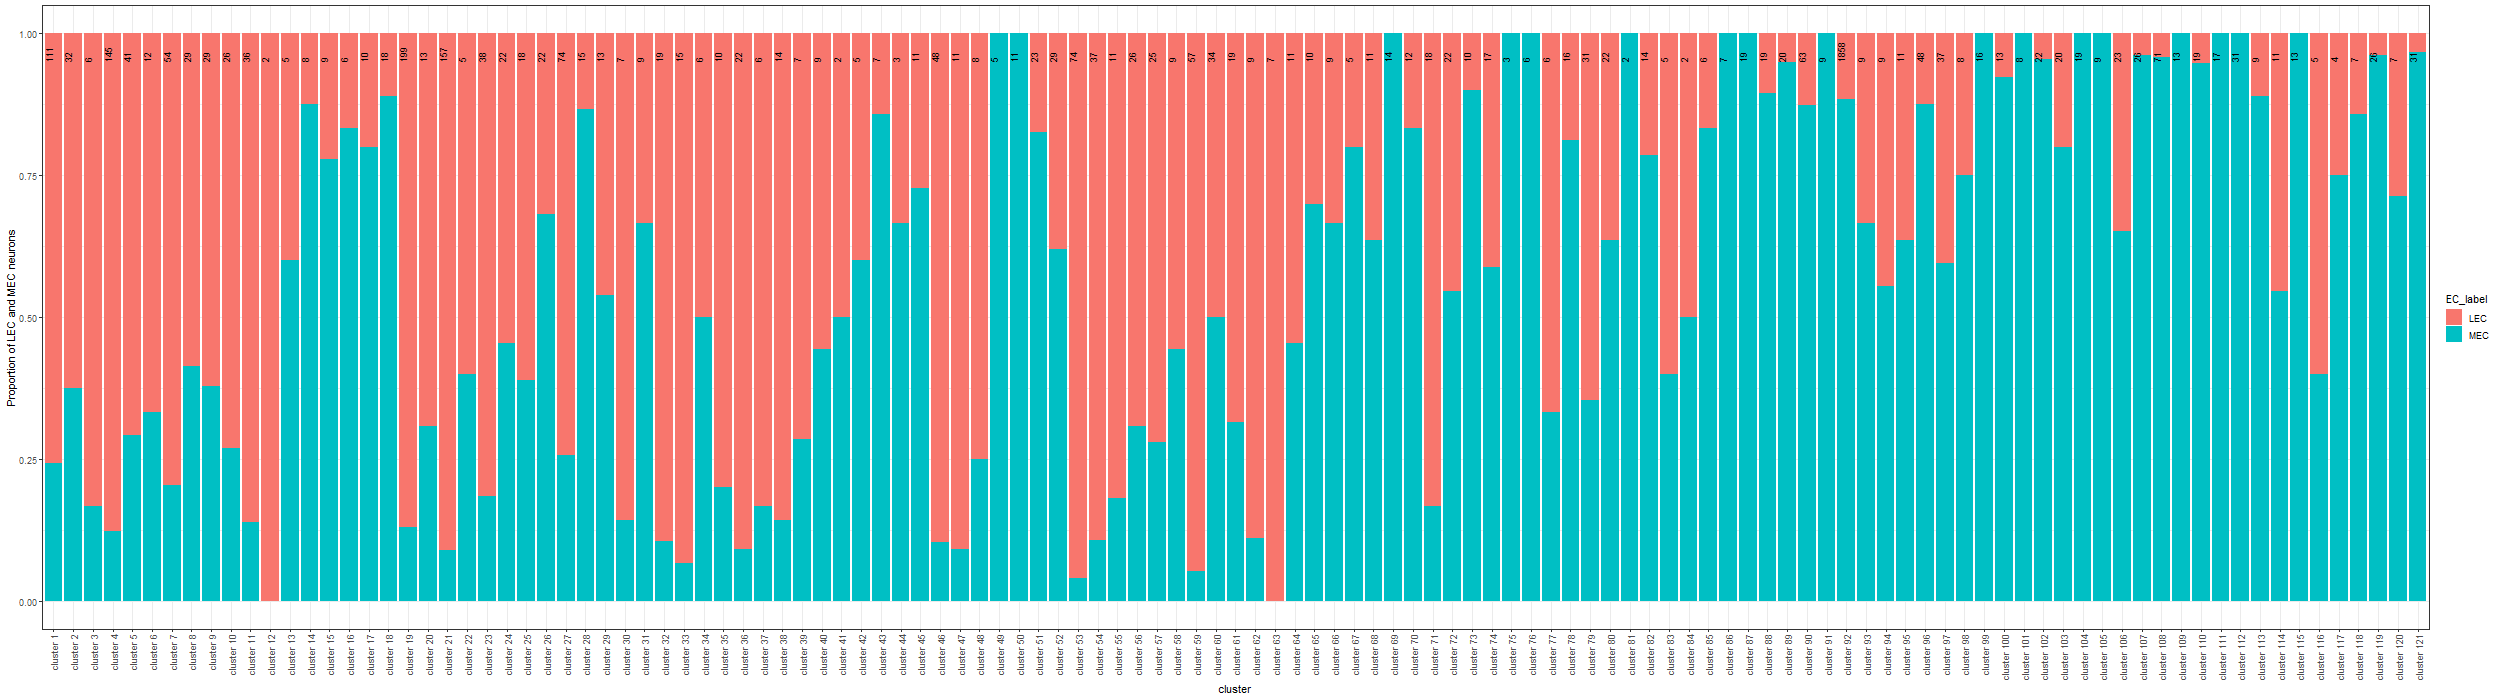 1.00
0.75
0.50
0.25
0.00
Proportion of LEC and MEC neurons
111 32 6 145 41 12 54 29 29 26 36 2 5 8 9 6 10 18 199 13 157 5 38 22 18 22 74 15 13 7 9 19 15 6 10 22 6 14 7 9 2 5 7 3 11 48 11 8 5 11 23 29 74 37 11 26 25 9 57 34 19 9 7 11 10 9 5 11 14 12 18 22 10 17 3 6 6 16 31 22 2 14 5 2 6 7 19 19 20 63 9 1858 9 9 11 48 37 8 16 13 8 22 20 19 9 23 26 71 13 19 17 31 9 11 13 5 4 7 26 7 31
cluster 1
cluster 2
cluster 3
cluster 4
cluster 5
cluster 6
cluster 7
cluster 8
cluster 9
cluster 10
cluster 11
cluster 12
cluster 13
cluster 14
cluster 15
cluster 16
cluster 17
cluster 18
cluster 19
cluster 20
cluster 21
cluster 22
cluster 23
cluster 24
cluster 25
cluster 26
cluster 27
cluster 28
cluster 29
cluster 30
cluster 31
cluster 32
cluster 33
cluster 34
cluster 35
cluster 36
cluster 37
cluster 38
cluster 39
cluster 40
cluster 41
cluster 42
cluster 43
cluster 44
cluster 45
cluster 46
cluster 47
cluster 48
cluster 49
cluster 50
cluster 51
cluster 52
cluster 53
cluster 54
cluster 55
cluster 56
cluster 57
cluster 58
cluster 59
cluster 60
cluster 61
cluster 62
cluster 63
cluster 64
cluster 65
cluster 66
cluster 67
cluster 68
cluster 69
cluster 70
cluster 71
cluster 72
cluster 73
cluster 74
cluster 75
cluster 76
cluster 77
cluster 78
cluster 79
cluster 80
cluster 81
cluster 82
cluster 83
cluster 84
cluster 85
cluster 86
cluster 87
cluster 88
cluster 89
cluster 90
cluster 91
cluster 92
cluster 93
cluster 94
cluster 95
cluster 96
cluster 97
cluster 98
cluster 99
cluster 100
cluster 101
cluster 102
cluster 103
cluster 104
cluster 105
cluster 106
cluster 107
cluster 108
cluster 109
cluster 110
cluster 111
cluster 112
cluster 113
cluster 114
cluster 115
cluster 116
cluster 117
cluster 118
cluster 119
cluster 120
cluster 121
cluster
EC_label
LEC
MEC